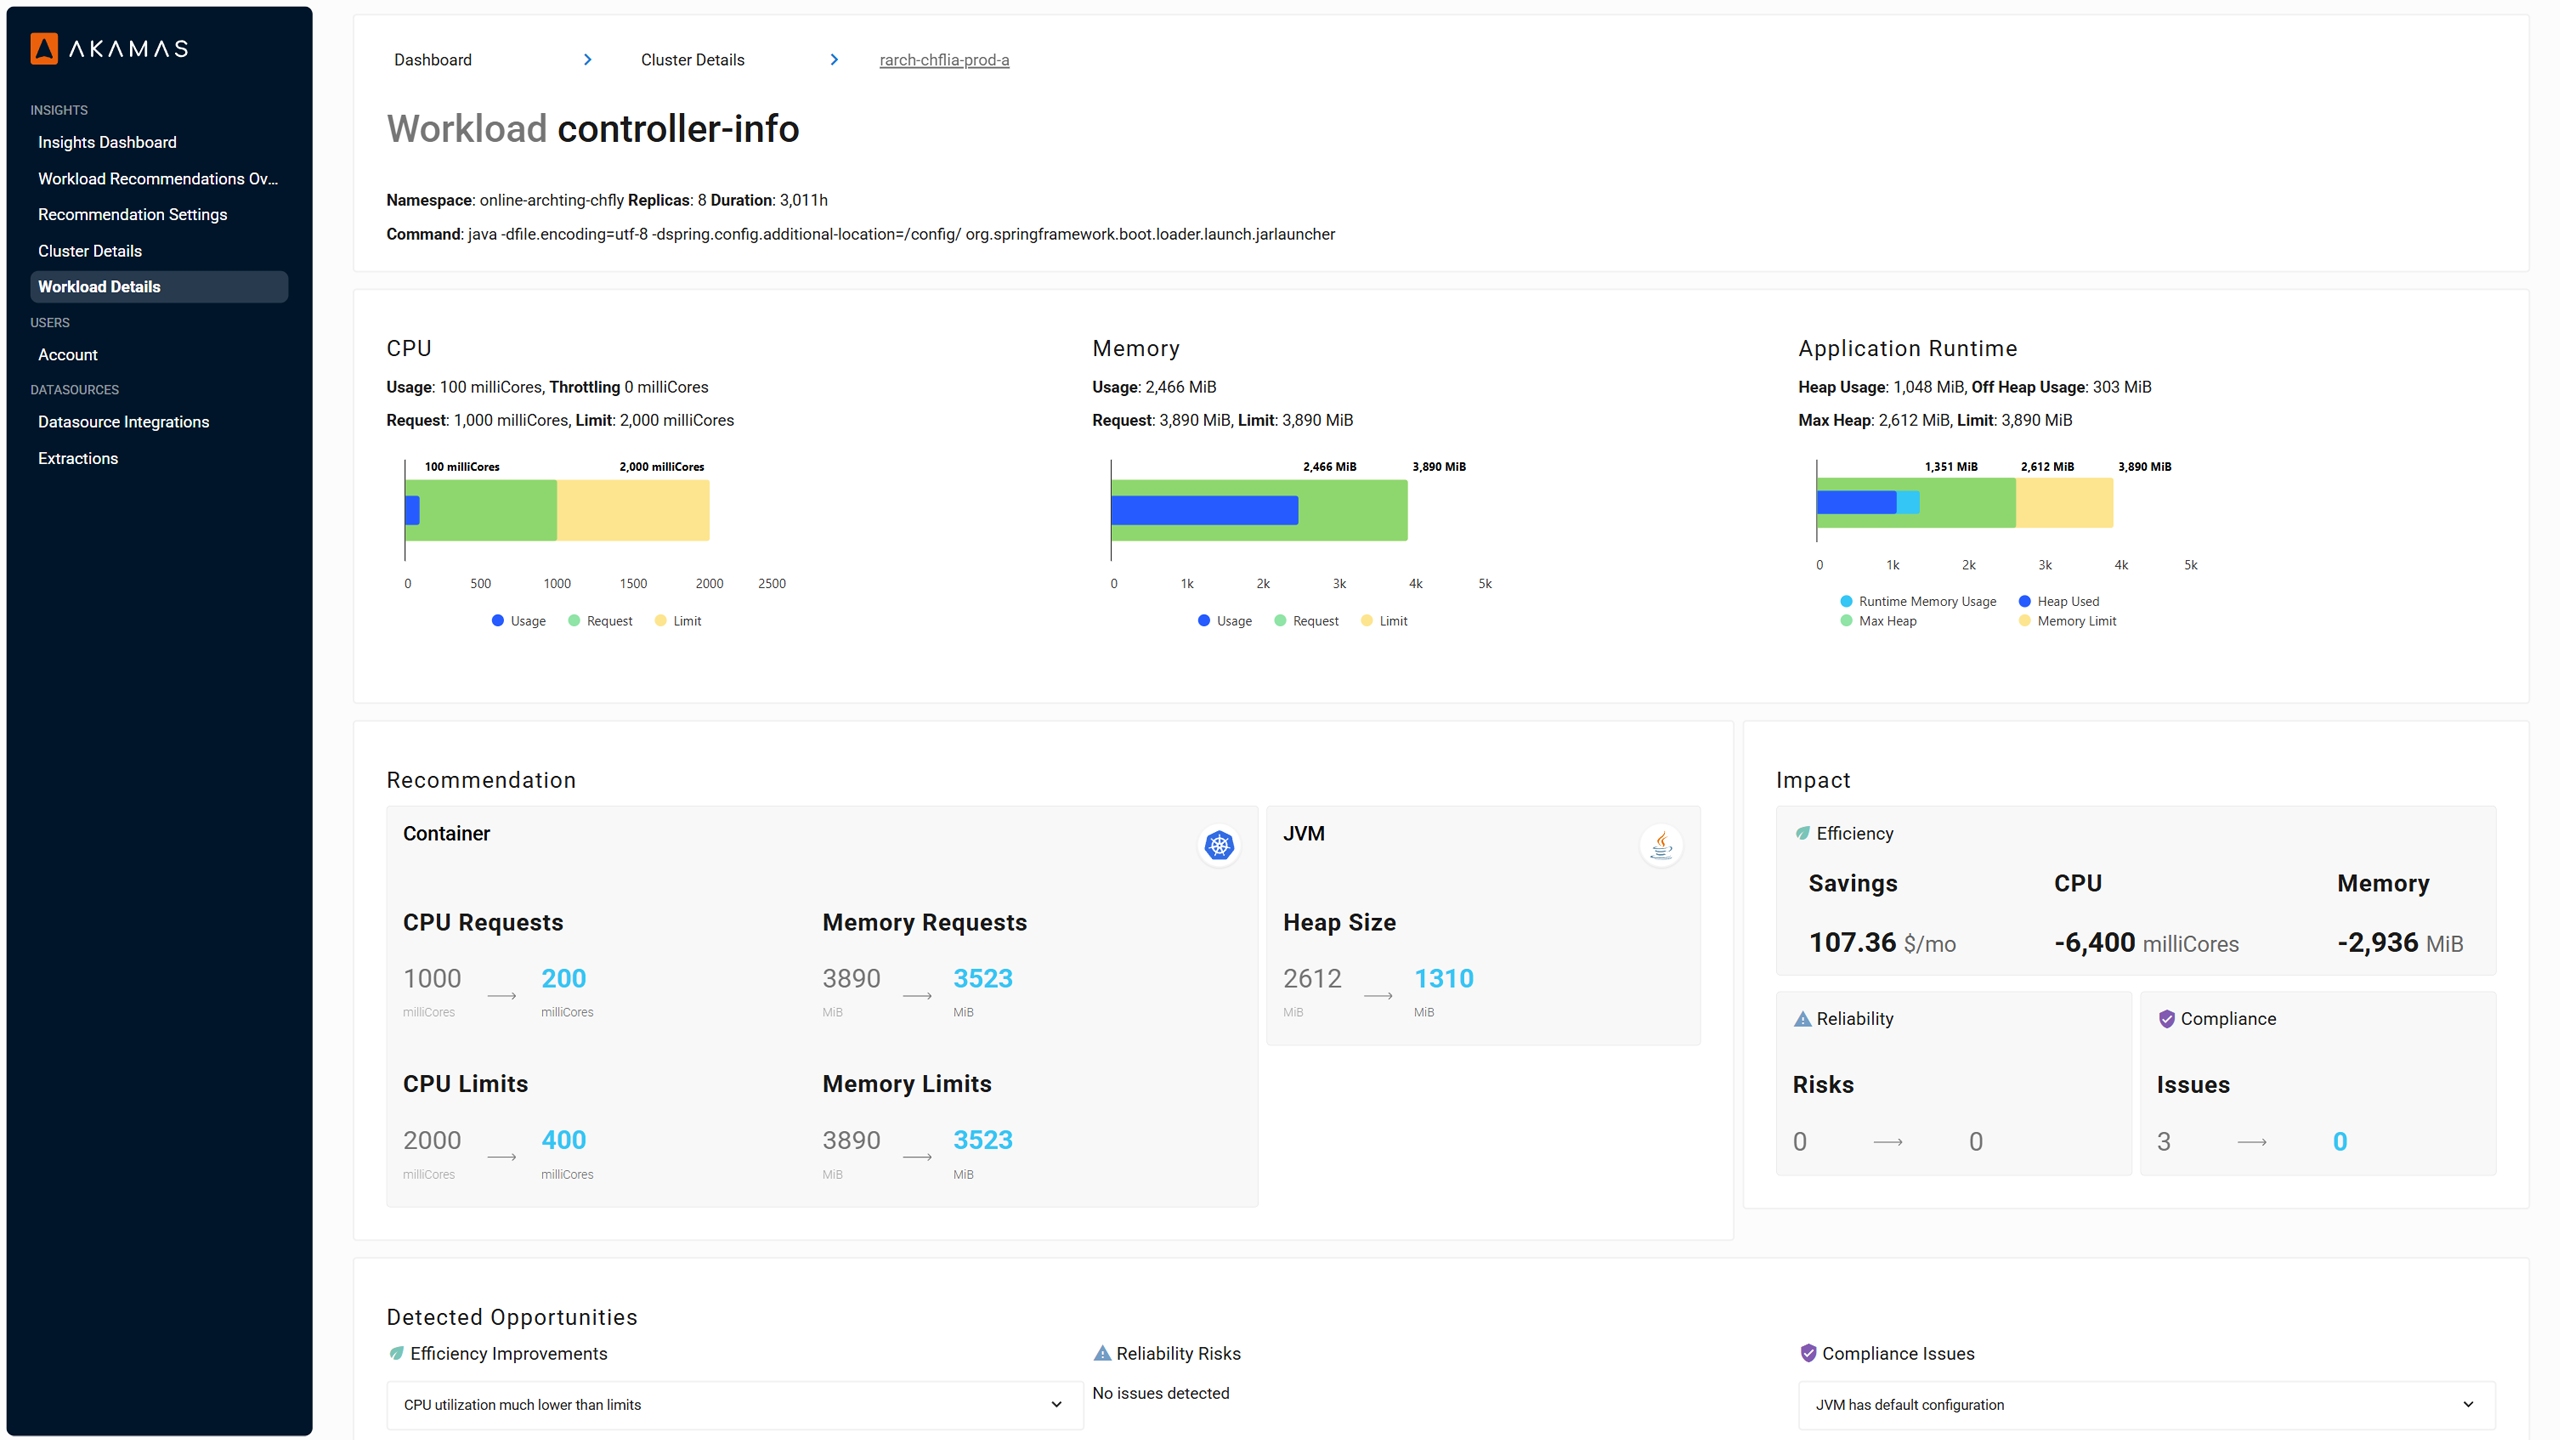 AKAMAS
INSIGHTS
Insights Dashboard
Workload Recommendations Ov...
Recommendation Settings
Cluster Details
Workload Details
USERS
Account
DATASOURCES
Datasource Integrations
Extractions
Dashboard > Cluster Details > rarch-chflia-prod-a
Workload controller-info
Namespace: online-archting-chfly Replicas: 8 Duration: 3,011h
Command: java -dfile.encoding=utf-8 -dspring.config.additional-location=/config/ org.springframework.boot.loader.launch.jarlauncher
CPU
Usage: 100 milliCores, Throttling 0 milliCores
Request: 1,000 milliCores, Limit: 2,000 milliCores
100 milliCores 2,000 milliCores
0 500 1000 1500 2000 2500
Usage Request Limit
Memory
Usage: 2,466 MiB
Request: 3,890 MiB, Limit: 3,890 MiB
2,466 MiB 3,890 MiB
0 1k 2k 3k 4k 5k
Usage Request Limit
Application Runtime
Heap Usage: 1,048 MiB, Off Heap Usage: 303 MiB
Max Heap: 2,612 MiB, Limit: 3,890 MiB
1,351 MiB 2,612 MiB 3,890 MiB
0 1k 2k 3k 4k 5k
Runtime Memory Usage Heap Used
Max Heap Memory Limit
Recommendation
Container
CPU Requests
1000 → 200
milliCores milliCores
Memory Requests
3890 → 3523
MiB MiB
CPU Limits
2000 → 400
milliCores milliCores
Memory Limits
3890 → 3523
MiB MiB
JVM
Heap Size
2612 → 1310
MiB MiB
Impact
Efficiency
Savings CPU Memory
107.36 $/mo -6,400 milliCores -2,936 MiB
Reliability
Risks
0 → 0
Compliance
Issues
3 → 0
Detected Opportunities
Efficiency Improvements
CPU utilization much lower than limits
Reliability Risks
No issues detected
Compliance Issues
JVM has default configuration